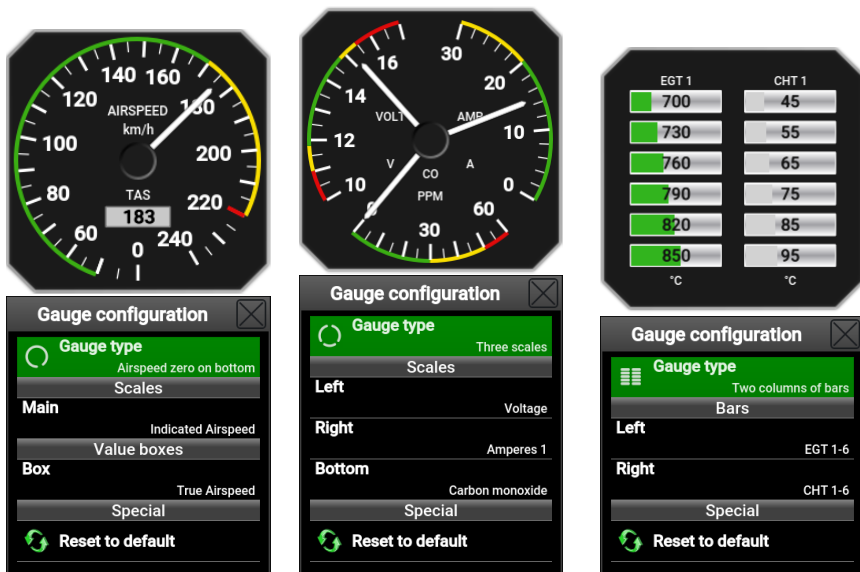 140 160
120
180
AIRSPEED
km/h
100
200
80
TAS
220
183
60
240
0
Gauge configuration
Gauge type
Airspeed zero on bottom
Scales
Main
Indicated Airspeed
Value boxes
Box
True Airspeed
Special
Reset to default
16
30
14
20
VOLT
AMP
12
10
V
A
CO
10
PPM
0
0
30
60
Gauge configuration
Gauge type
Three scales
Scales
Left
Voltage
Right
Amperes 1
Bottom
Carbon monoxide
Special
Reset to default
EGT 1 CHT 1
700 45
730 55
760 65
790 75
820 85
850 95
°C °C
Gauge configuration
Gauge type
Two columns of bars
Bars
Left
EGT 1-6
Right
CHT 1-6
Special
Reset to default